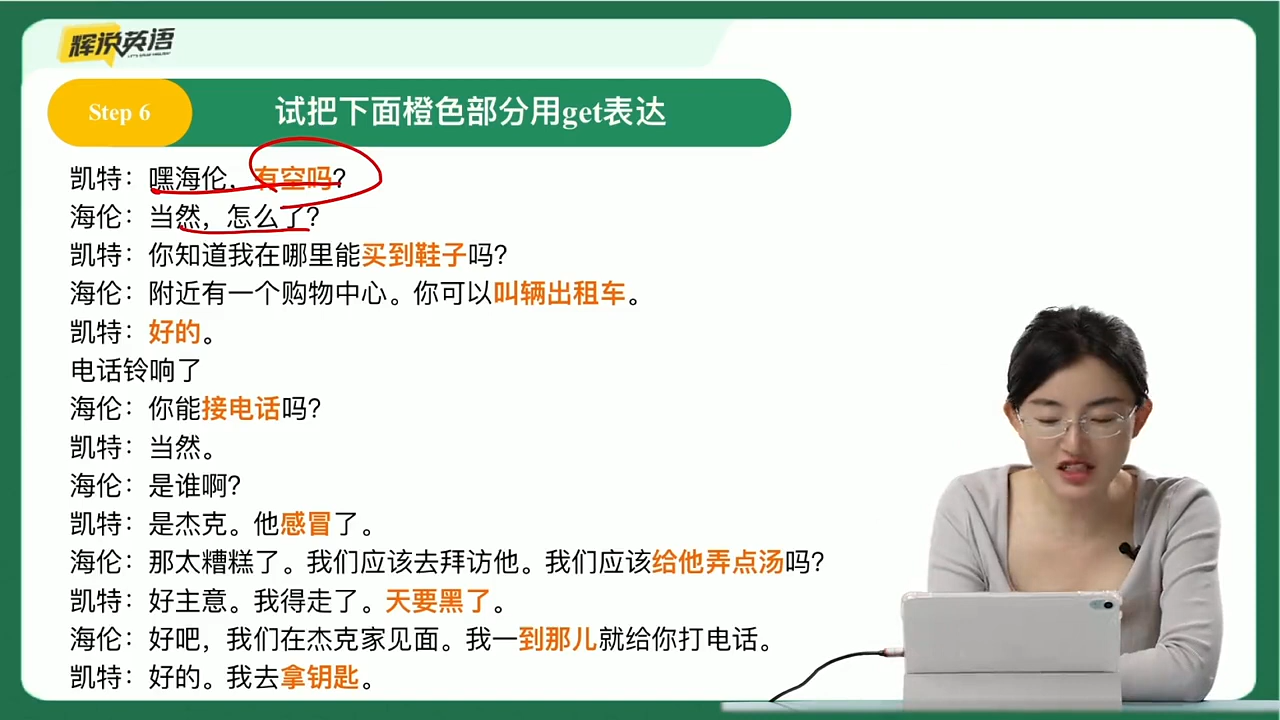 辉说英语
Step 6
试把下面橙色部分用get表达
凯特：嘿海伦，有空吗？
海伦：当然，怎么了？
凯特：你知道我在哪里能买到鞋子吗？
海伦：附近有一个购物中心。你可以叫辆出租车。
凯特：好的。
电话铃响了
海伦：你能接电话吗？
凯特：当然。
海伦：是谁啊？
凯特：是杰克。他感冒了。
海伦：那太糟糕了。我们应该去拜访他。我们应该给他弄点汤吗？
凯特：好主意。我得走了。天要黑了。
海伦：好吧，我们在杰克家见面。我一到那儿就给你打电话。
凯特：好的。我去拿钥匙。